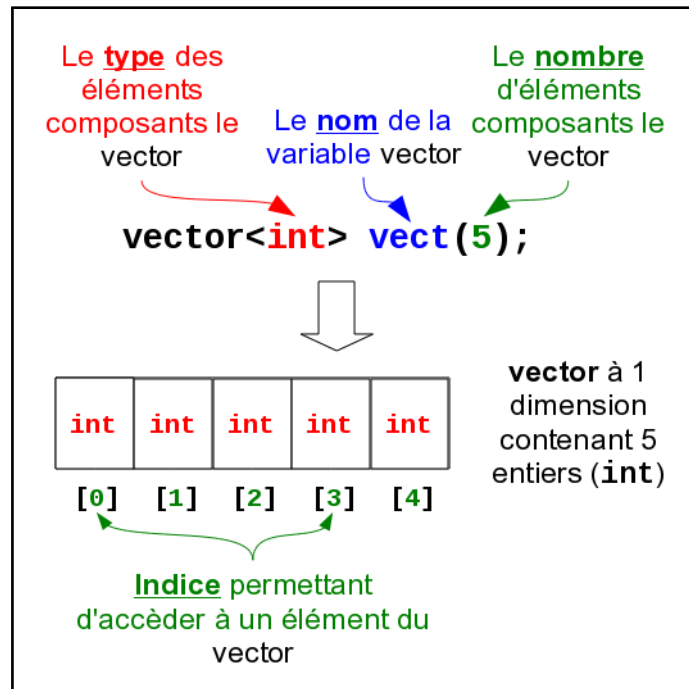 Le type des
éléments
composants le
vector
Le nom de la
variable vector
Le nombre
d'éléments
composants le
vector
vector<int> vect(5);
int int int int int
[0] [1] [2] [3] [4]
vector à 1
dimension
contenant 5
entiers (int)
Indice permettant
d'accèder à un élément du
vector